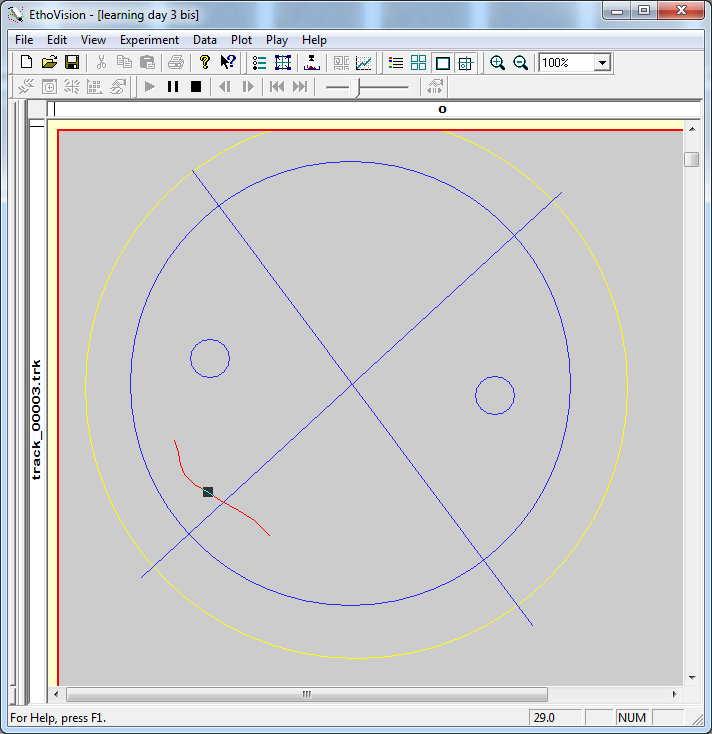 EthoVision - [learning day 3 bis]
File Edit View Experiment Data Plot Play Help
100%
O
track_00003.trk
For Help, press F1.
29.0
NUM